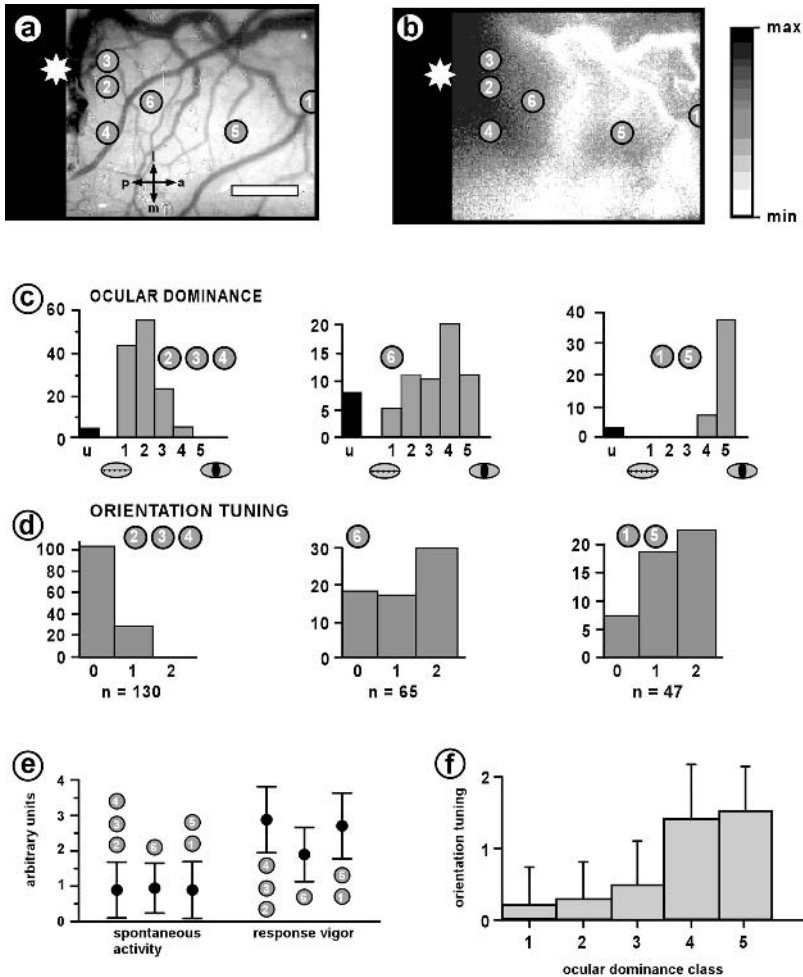 a
3
2
6
1
4
5
l
p
a
m
b
3
2
6
1
4
5
max
min
c OCULAR DOMINANCE
60
40
20
0
u 1 2 3 4 5
2 3 4
20
15
10
5
0
u 1 2 3 4 5
6
40
30
20
10
0
u 1 2 3 4 5
1 5
d ORIENTATION TUNING
100
80
60
40
20
0
0 1 2
2 3 4
n = 130
30
20
10
0
0 1 2
6
n = 65
20
15
10
5
0
0 1 2
1 5
n = 47
e
arbitrary units
4
3
2
1
0
4
3
2
6
5
1
4
3
2
6
5
1
spontaneous
activity
response vigor
f
orientation tuning
2
1
0
1 2 3 4 5
ocular dominance class